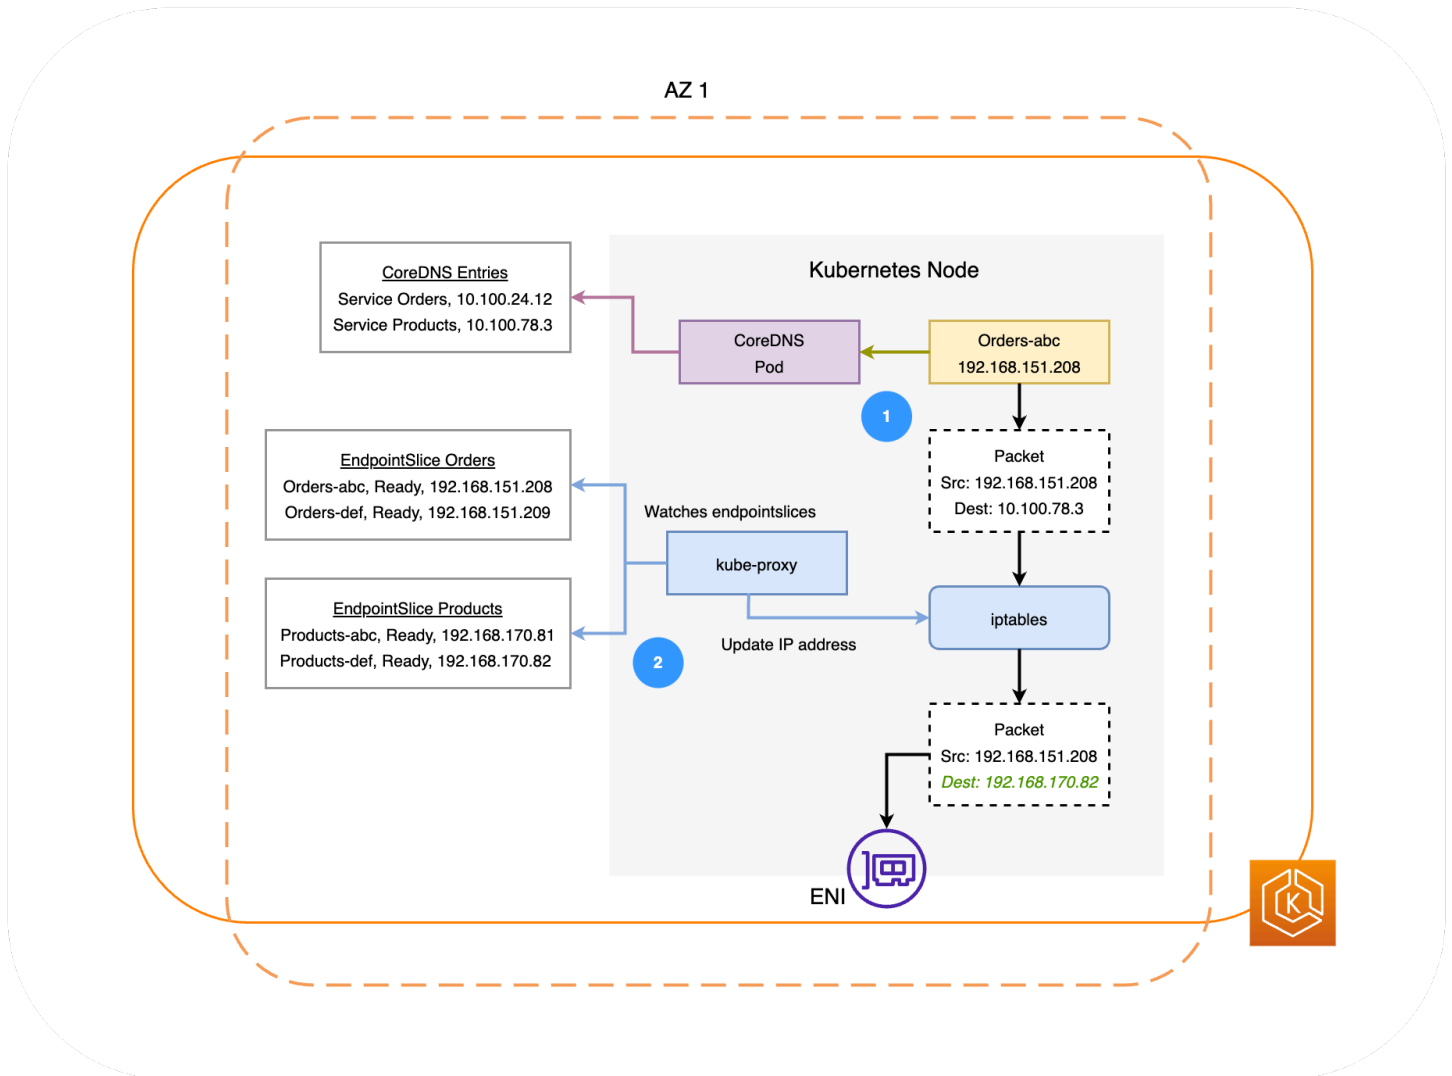 AZ 1
Kubernetes Node
CoreDNS Entries
Service Orders, 10.100.24.12
Service Products, 10.100.78.3
CoreDNS
Pod
Orders-abc
192.168.151.208
1
EndpointSlice Orders
Orders-abc, Ready, 192.168.151.208
Orders-def, Ready, 192.168.151.209
Packet
Src: 192.168.151.208
Dest: 10.100.78.3
Watches endpointslices
kube-proxy
EndpointSlice Products
Products-abc, Ready, 192.168.170.81
Products-def, Ready, 192.168.170.82
iptables
Update IP address
2
Packet
Src: 192.168.151.208
Dest: 192.168.170.82
ENI
K